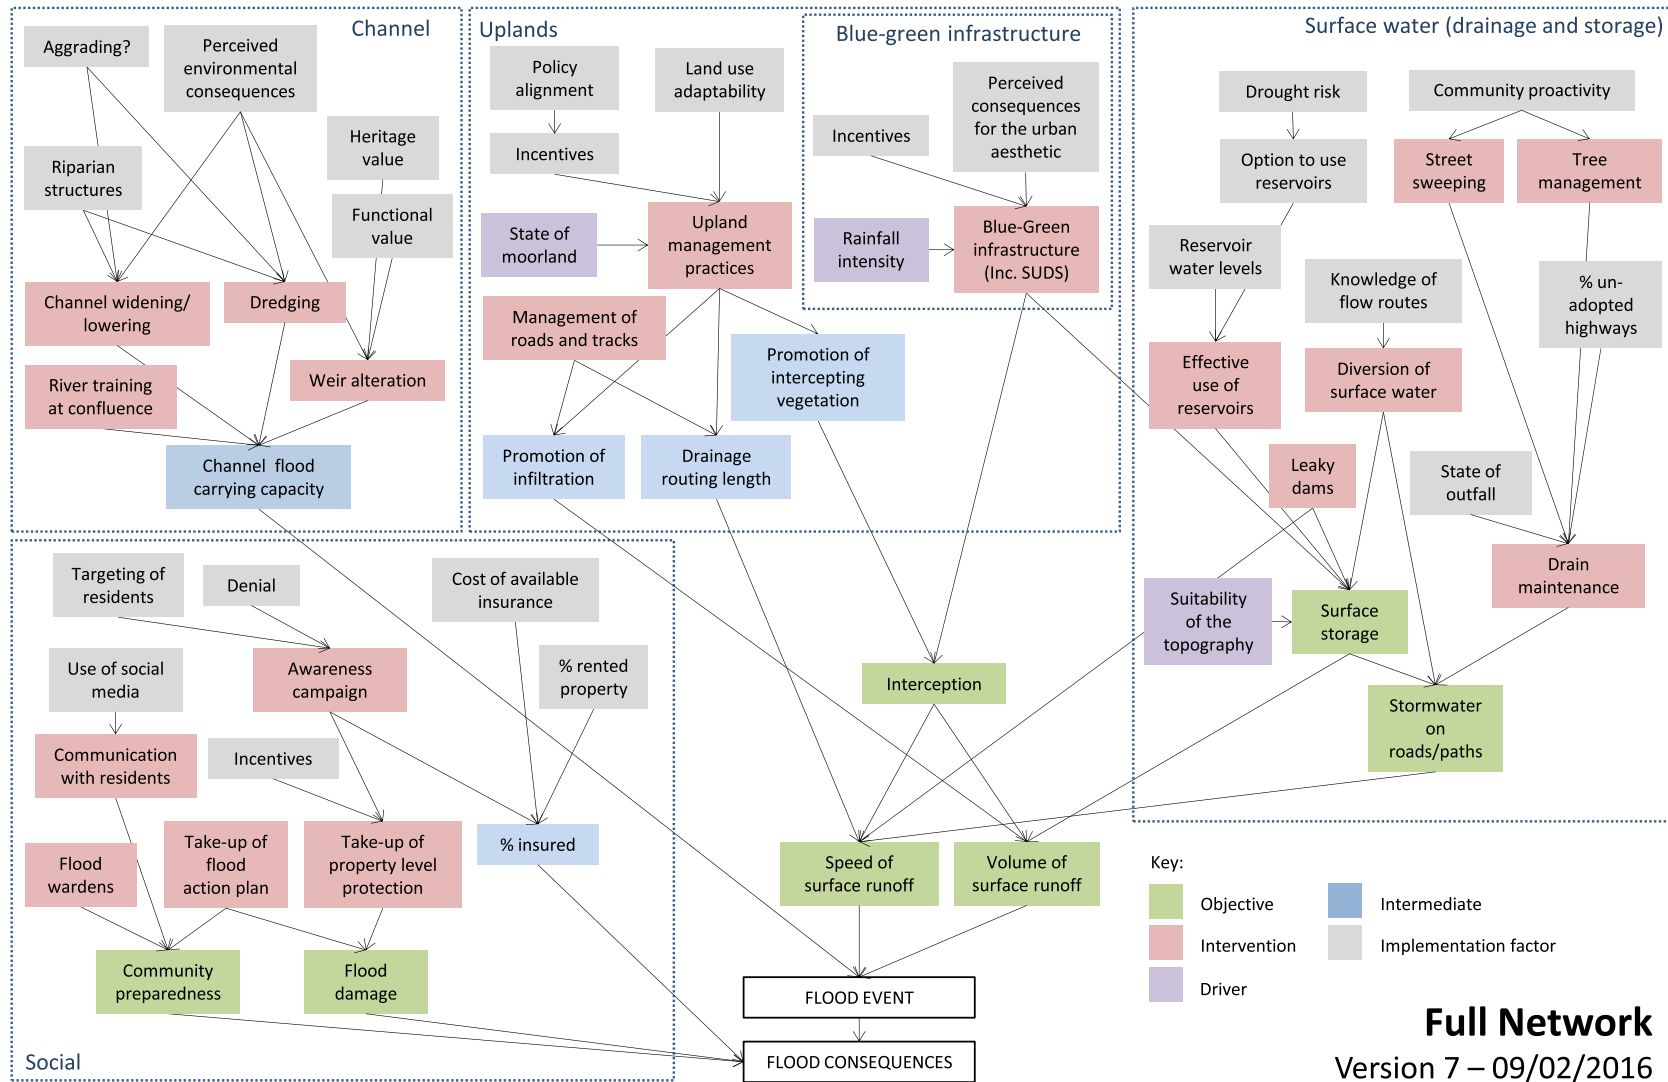 Channel
Aggrading?
Perceived
environmental
consequences
Heritage
value
Riparian
structures
Functional
value
Channel widening/
lowering
Dredging
River training
at confluence
Weir alteration
Channel flood
carrying capacity
Uplands
Policy
alignment
Land use
adaptability
Incentives
State of
moorland
Upland
management
practices
Management of
roads and tracks
Promotion of
intercepting
vegetation
Promotion of
infiltration
Drainage
routing length
Blue-green infrastructure
Incentives
Perceived
consequences
for the urban
aesthetic
Rainfall
intensity
Blue-Green
infrastructure
(Inc. SUDS)
Surface water (drainage and storage)
Drought risk
Community proactivity
Option to use
reservoirs
Street
sweeping
Tree
management
Reservoir
water levels
Knowledge of
flow routes
% un-
adopted
highways
Effective
use of
reservoirs
Diversion of
surface water
Leaky
dams
State of
outfall
Drain
maintenance
Suitability
of the
topography
Surface
storage
Stormwater
on
roads/paths
Social
Targeting of
residents
Denial
Cost of available
insurance
Use of social
media
Awareness
campaign
% rented
property
Communication
with residents
Incentives
Flood
wardens
Take-up of
flood
action plan
Take-up of
property level
protection
% insured
Community
preparedness
Flood
damage
Interception
Speed of
surface runoff
Volume of
surface runoff
FLOOD EVENT
FLOOD CONSEQUENCES
Key:
Objective
Intermediate
Intervention
Implementation factor
Driver
Full Network
Version 7 – 09/02/2016